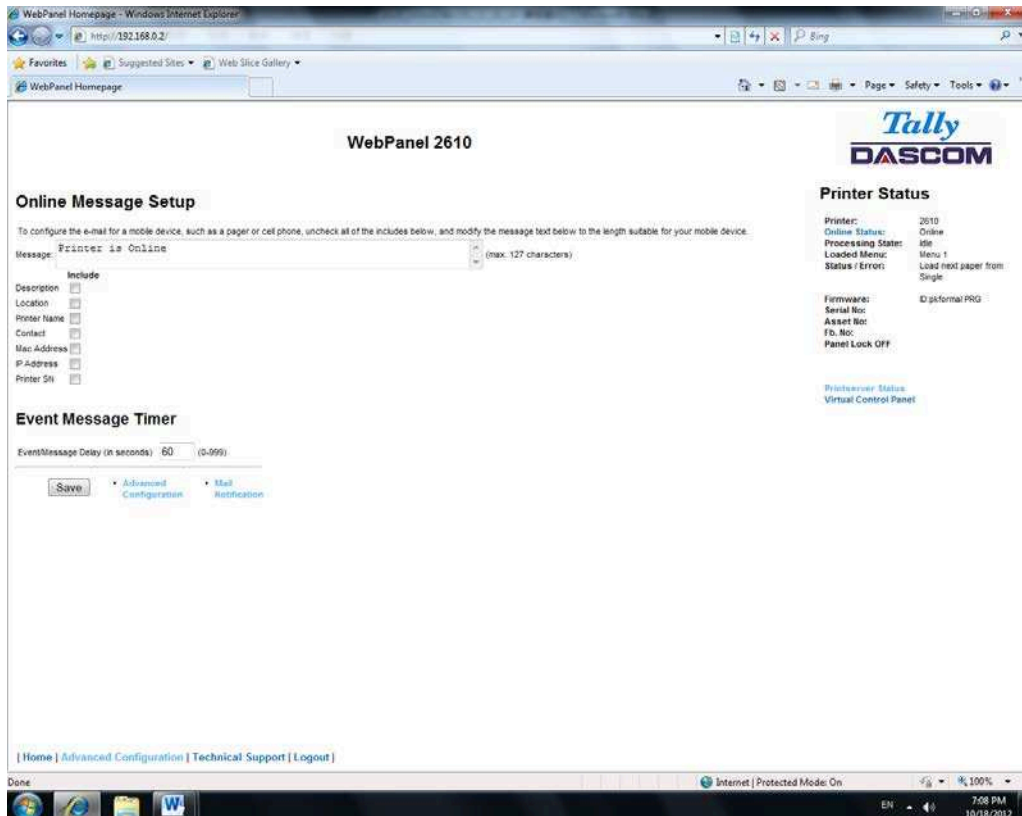 WebPanel Homepage - Windows Internet Explorer
http://192.168.0.2/
Bing
Favorites Suggested Sites Web Slice Gallery
WebPanel Homepage Page Safety Tools
WebPanel 2610
Tally
DASCOM
Online Message Setup
To configure the e-mail for a mobile device, such as a pager or cell phone, uncheck all of the includes below, and modify the message text below to the length suitable for your mobile device.
Message: Printer is Online (max. 127 characters)
Include
Description
Location
Printer Name
Contact
Mac Address
IP Address
Printer SN
Event Message Timer
Event/Message Delay (in seconds) 60 (0-999)
Save • Advanced Configuration • Mail Notification
Printer Status
Printer: 2610
Online Status: Online
Processing State: Idle
Loaded Menu: Menu 1
Status / Error: Load next paper from Single
Firmware: ID:pkformal PRG
Serial No:
Asset No:
Fb. No:
Panel Lock OFF
Printserver Status
Virtual Control Panel
| Home | Advanced Configuration | Technical Support | Logout |
Done Internet | Protected Mode: On 100%
W EN 7:08 PM
10/18/2012